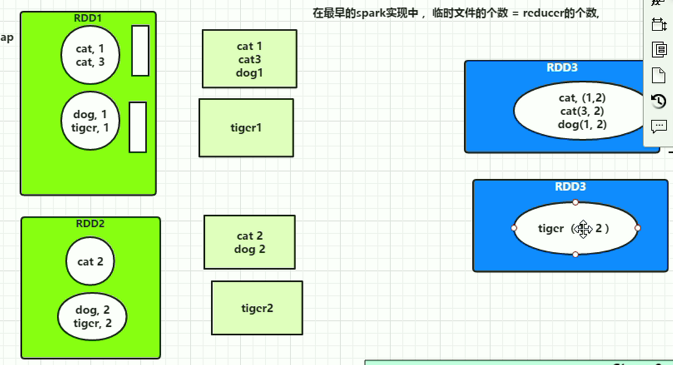 在最早的spark实现中， 临时文件的个数 = reducer的个数,
ap
RDD1
cat, 1
cat, 3
dog, 1
tiger, 1
cat 1
cat3
dog1
tiger1
RDD2
cat 2
dog, 2
tiger, 2
cat 2
dog 2
tiger2
RDD3
cat, (1,2)
cat(3, 2)
dog(1, 2)
RDD3
tiger ( 2 )